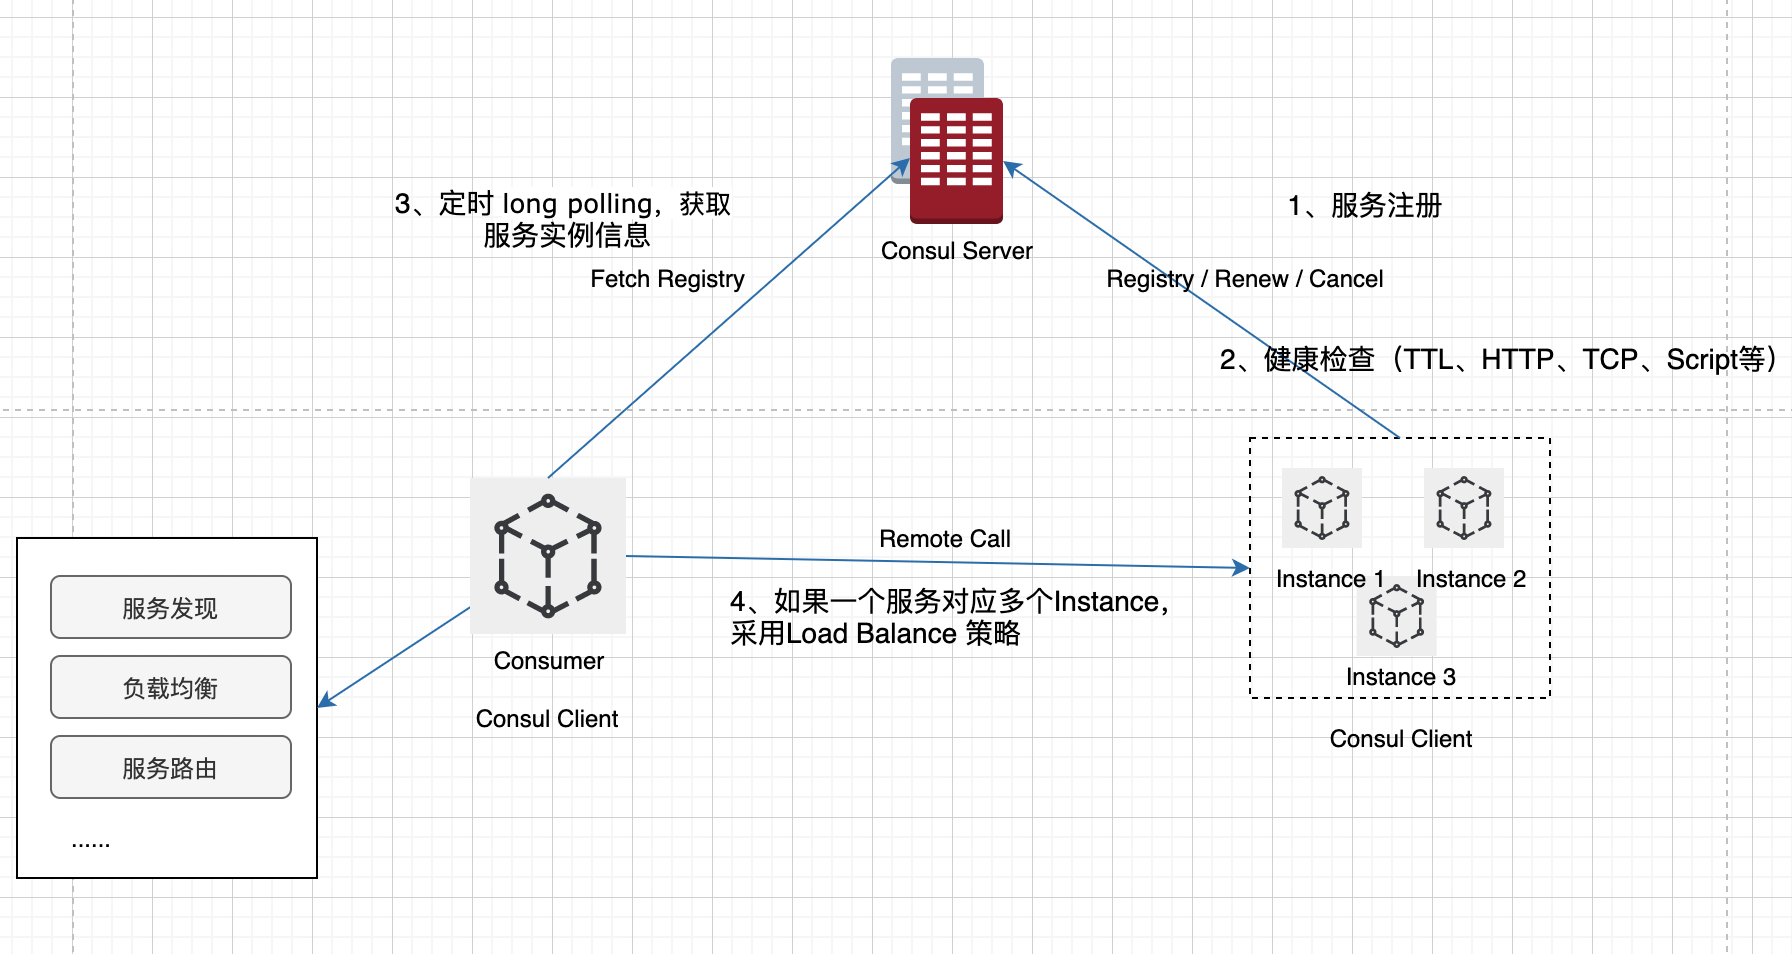 3、定时 long polling，获取
服务实例信息
Fetch Registry
Consul Server
1、服务注册
Registry / Renew / Cancel
2、健康检查（TTL、HTTP、TCP、Script等）
服务发现
负载均衡
服务路由
......
Consumer
Consul Client
Remote Call
4、如果一个服务对应多个Instance，
采用Load Balance 策略
Instance 1
Instance 2
Instance 3
Consul Client